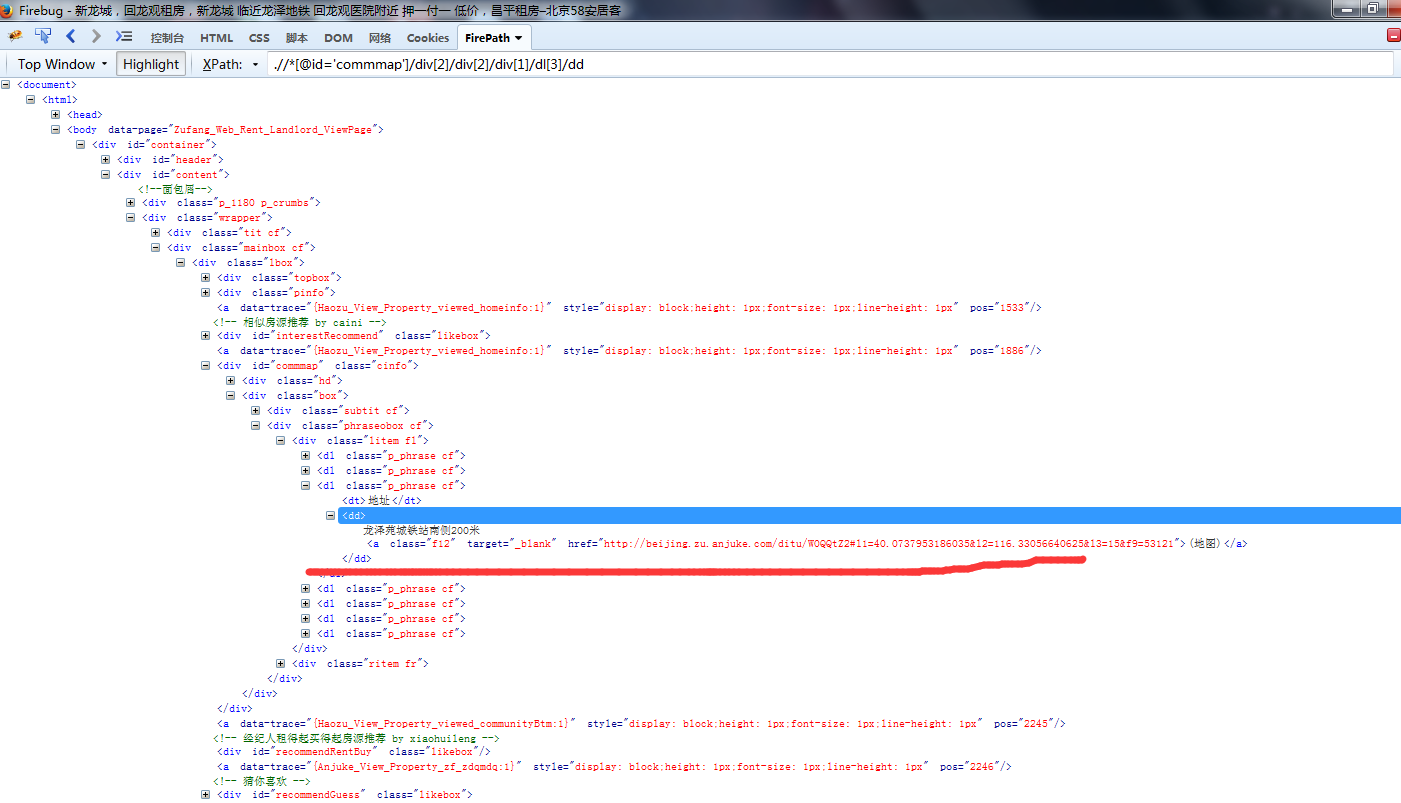 Firebug - 新龙城，回龙观租房，新龙城 临近龙泽地铁 回龙观医院附近 押一付一 低价，昌平租房–北京58安居客
控制台 HTML CSS 脚本 DOM 网络 Cookies FirePath
Top Window Highlight XPath: .//*[@id='commmap']/div[2]/div[2]/div[1]/dl[3]/dd
<document>
<html>
<head>
<body data-page="Zufang_Web_Rent_Landlord_ViewPage">
<div id="container">
<div id="header">
<div id="content">
<!--面包屑-->
<div class="p_1180 p_crumbs">
<div class="wrapper">
<div class="tit cf">
<div class="mainbox cf">
<div class="lbox">
<div class="topbox">
<div class="pinfo">
<a data-trace="{Haozu_View_Property_viewed_homeinfo:1}" style="display: block;height: 1px;font-size: 1px;line-height: 1px" pos="1533"/>
<!-- 相似房源推荐 by caini -->
<div id="interestRecommend" class="likebox">
<a data-trace="{Haozu_View_Property_viewed_homeinfo:1}" style="display: block;height: 1px;font-size: 1px;line-height: 1px" pos="1886"/>
<div id="commmap" class="cinfo">
<div class="hd">
<div class="box">
<div class="subtit cf">
<div class="phraseobox cf">
<div class="litem fl">
<dl class="p_phrase cf">
<dl class="p_phrase cf">
<dl class="p_phrase cf">
<dt>地址</dt>
<dd>
龙泽苑城铁站南侧200米
<a class="f12" target="_blank" href="http://beijing.zu.anjuke.com/ditu/W0QQtZ2#l1=40.0737953186035&l2=116.33056640625&l3=15&f9=53121">(地图)</a>
</dd>
<dl class="p_phrase cf">
<dl class="p_phrase cf">
<dl class="p_phrase cf">
<dl class="p_phrase cf">
</div>
<div class="ritem fr">
</div>
</div>
</div>
<a data-trace="{Haozu_View_Property_viewed_communityBtm:1}" style="display: block;height: 1px;font-size: 1px;line-height: 1px" pos="2245"/>
<!-- 经纪人租得起买得起房源推荐 by xiaohuileng -->
<div id="recommendRentBuy" class="likebox"/>
<a data-trace="{Anjuke_View_Property_zf_zdqmdq:1}" style="display: block;height: 1px;font-size: 1px;line-height: 1px" pos="2246"/>
<!-- 猜你喜欢 -->
<div id="recommendGuess" class="likebox">